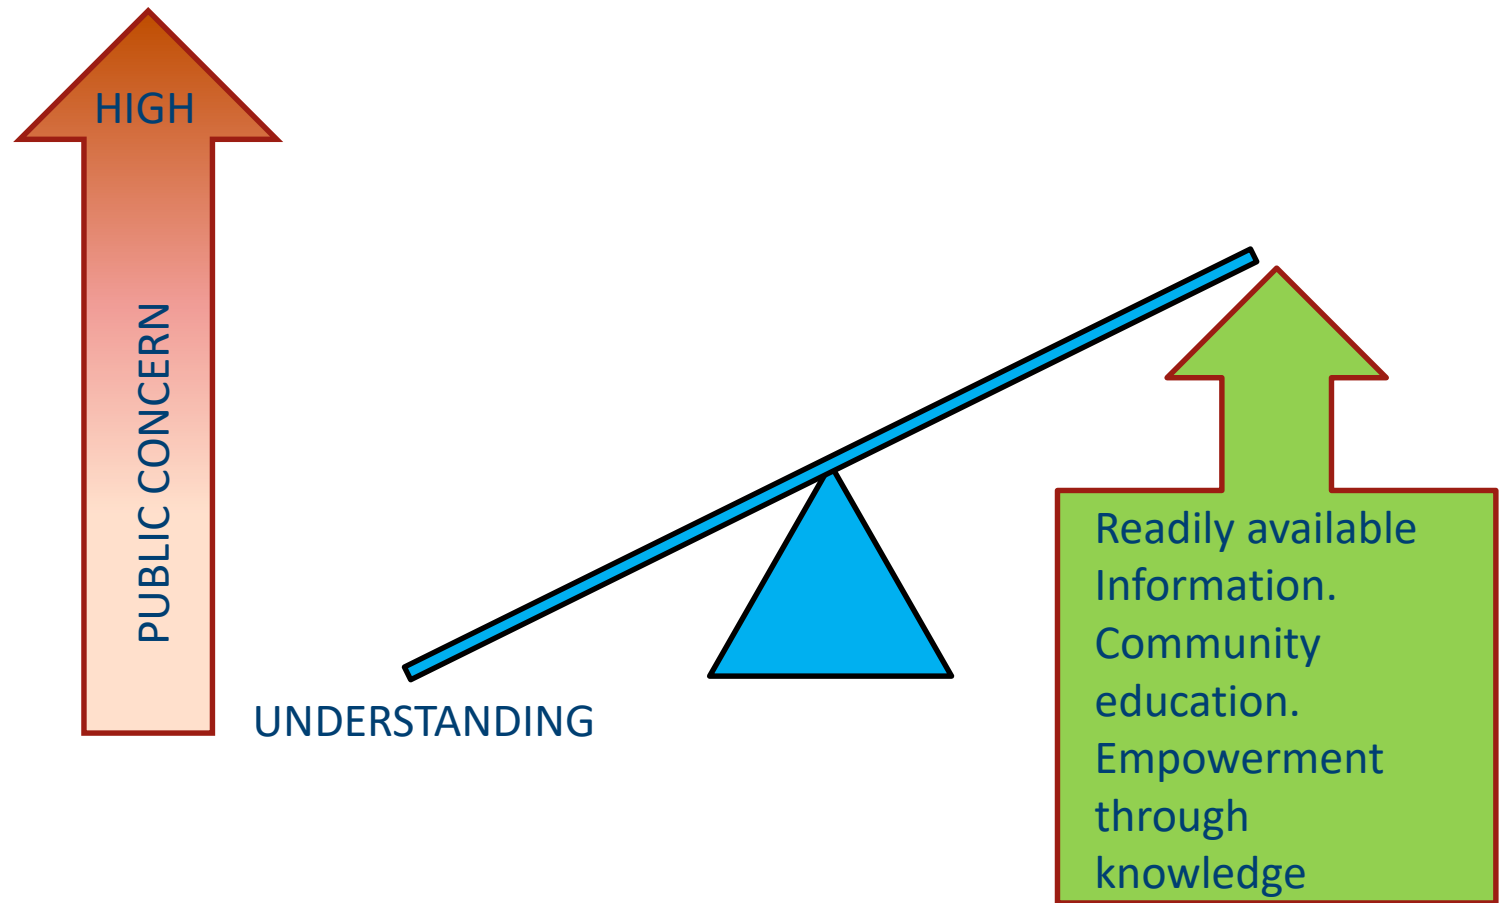 HIGH
PUBLIC CONCERN
UNDERSTANDING
Readily available
Information.
Community
education.
Empowerment
through
knowledge